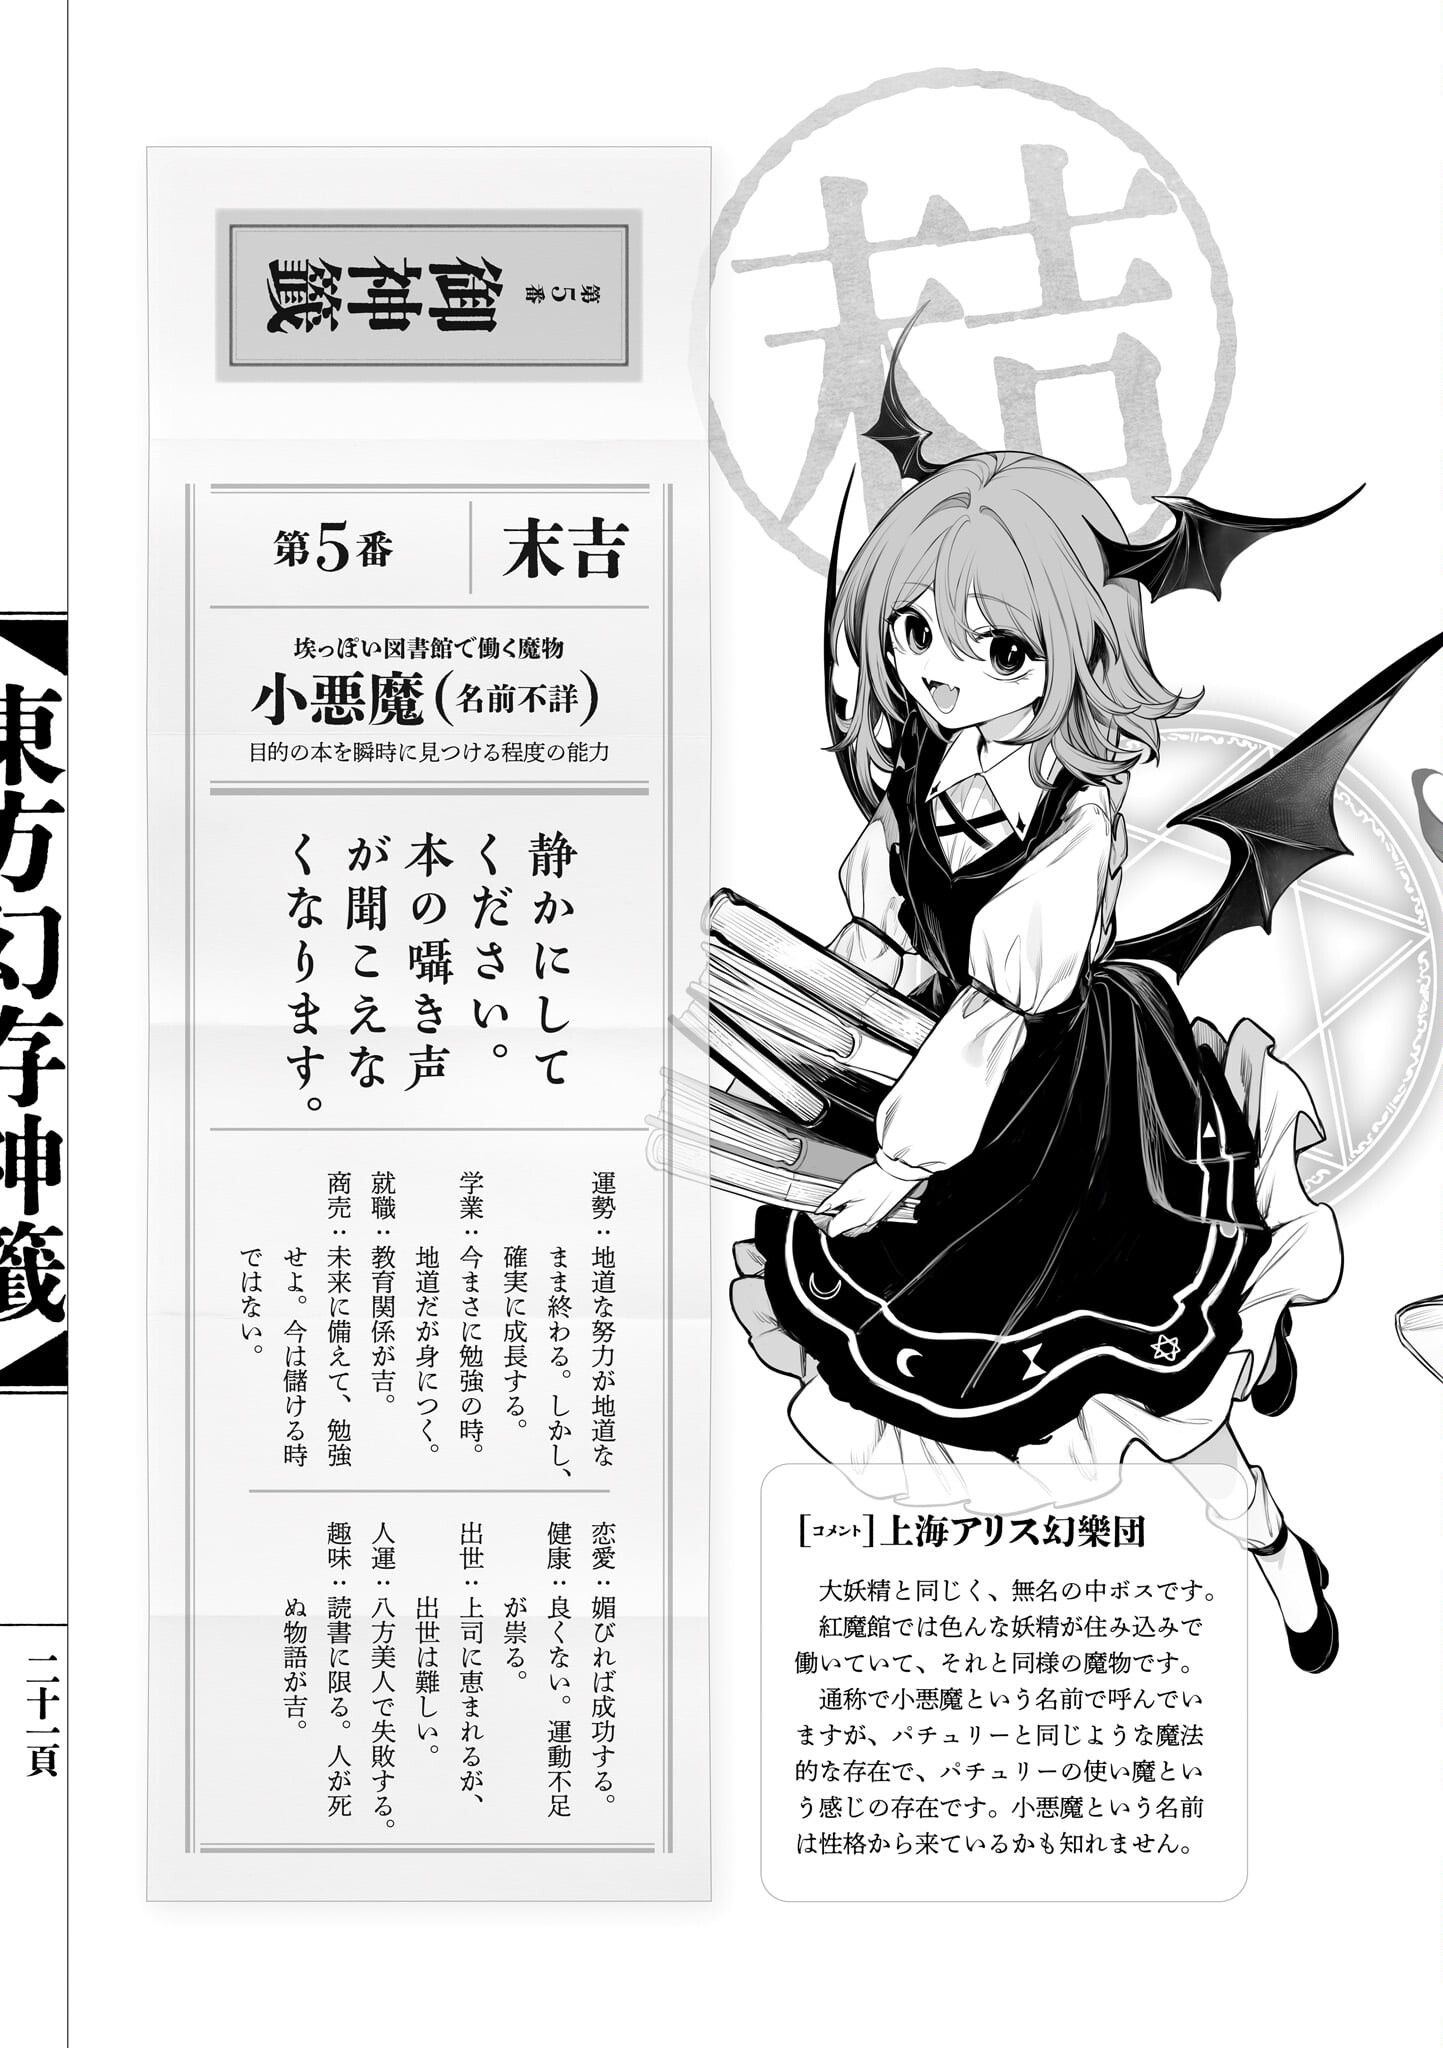 末吉
御神籤
第5番
末吉
第5番
埃っぽい図書館で働く魔物
小悪魔(名前不詳)
目的の本を瞬時に見つける程度の能力
静かにして
ください。
本の囁き声
が聞こえな
くなります。
運勢:地道な努力が地道な
まま終わる。しかし、
確実に成長する。
学業:今まさに勉強の時。
地道だが身につく。
就職:教育関係が吉。
商売:未来に備えて、勉強
せよ。今は儲ける時
ではない。
恋愛:媚びれば成功する。
健康:良くない。運動不足
が祟る。
出世:上司に恵まれるが、
出世は難しい。
人運:八方美人で失敗する。
趣味:読書に限る。人が死
ぬ物語が吉。
[コメント]上海アリス幻樂団
大妖精と同じく、無名の中ボスです。
紅魔館では色んな妖精が住み込みで
働いていて、それと同様の魔物です。
通称で小悪魔という名前で呼んでい
ますが、パチュリーと同じような魔法
的な存在で、パチュリーの使い魔とい
う感じの存在です。小悪魔という名前
は性格から来ているかも知れません。
【東方幻存神籤】
二十一頁